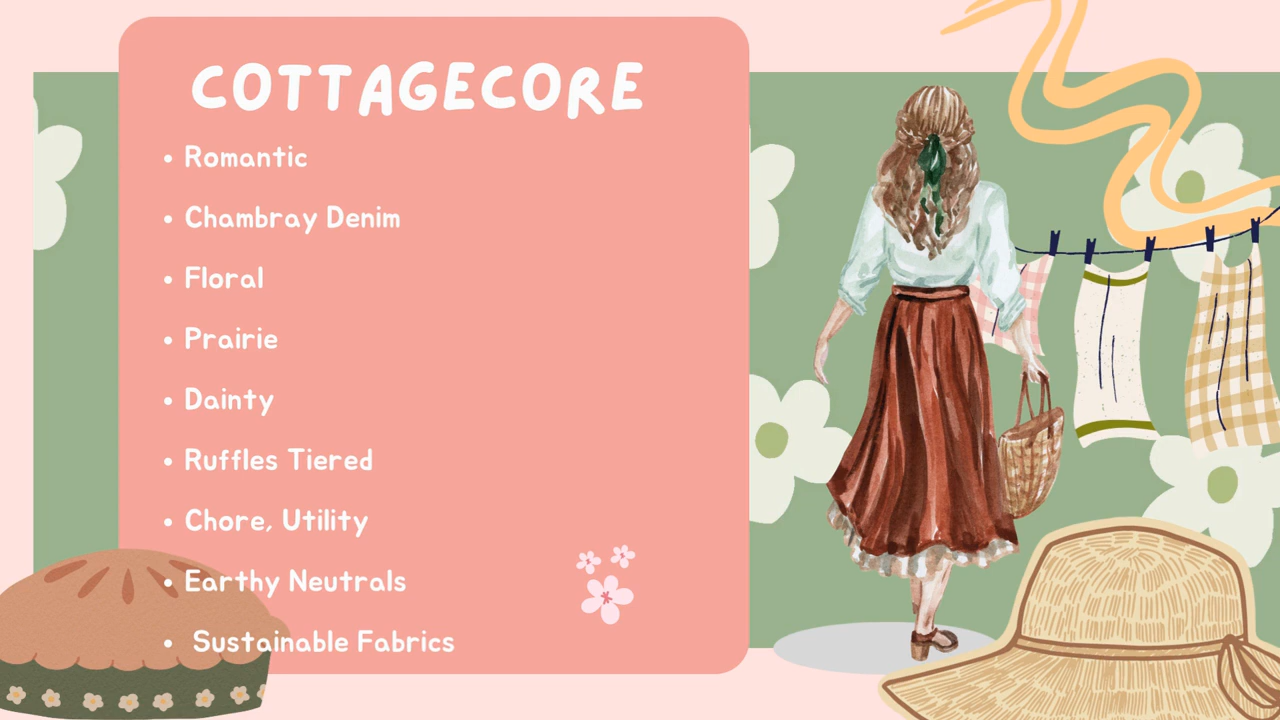 COTTAGECORE
• Romantic
• Chambray Denim
• Floral
• Prairie
• Dainty
• Ruffles Tiered
• Chore, Utility
• Earthy Neutrals
• Sustainable Fabrics